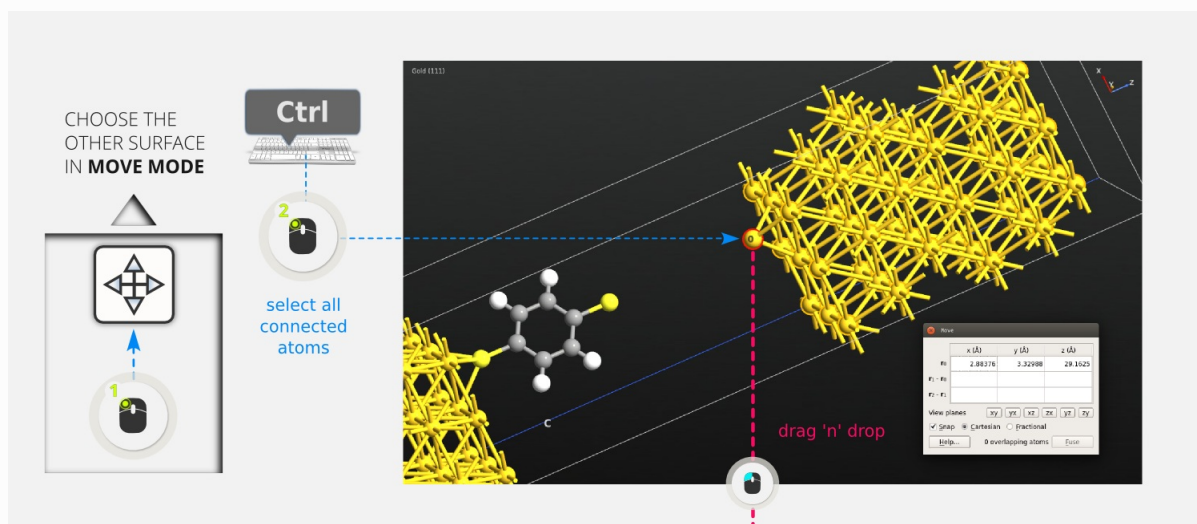 CHOOSE THE
OTHER SURFACE
IN MOVE MODE
1
Ctrl
2
select all
connected
atoms
Gold (111)
x
y
z
C
0
drag 'n' drop
Move
x (Å) y (Å) z (Å)
r₀ 2.88376 3.32988 29.1625
r₁ - r₀
r₂ - r₁
View planes xy yx xz zx yz zy
Snap Cartesian Fractional
Help... 0 overlapping atoms Fuse